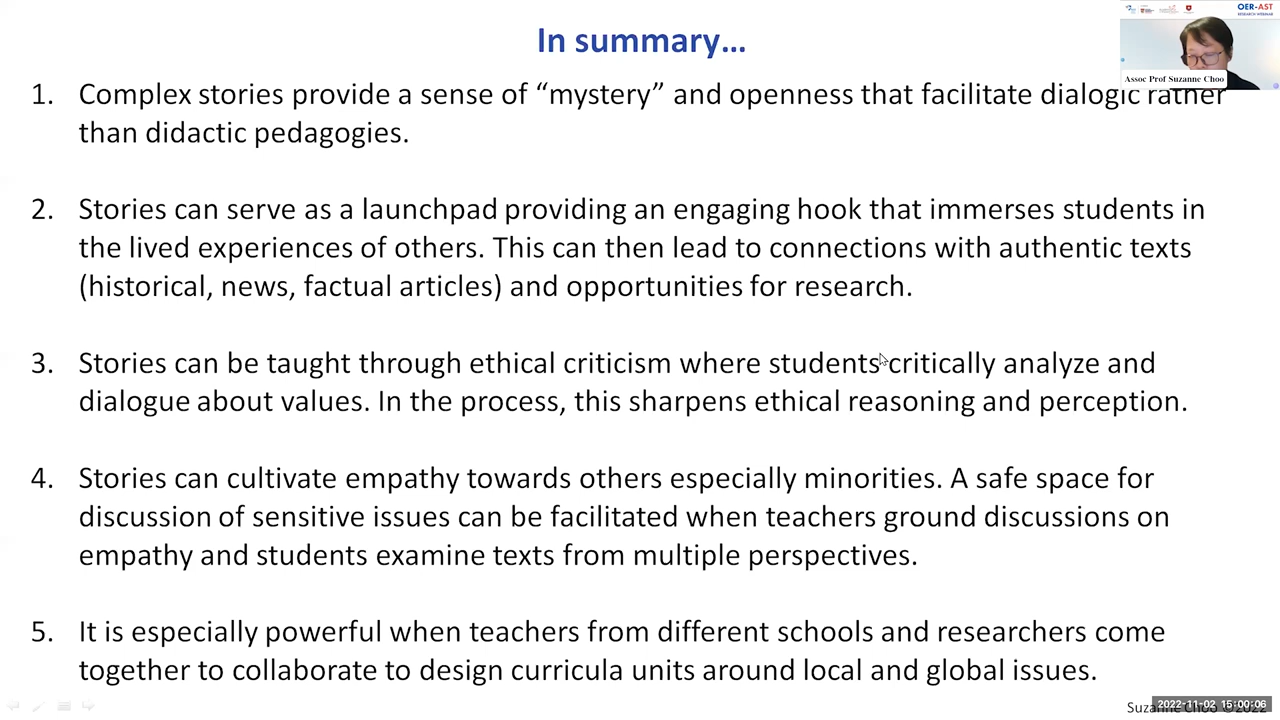 In summary...
OER-AST
RESEARCH WEBINAR
Assoc Prof Suzanne Choo
1. Complex stories provide a sense of “mystery” and openness that facilitate dialogic rather
than didactic pedagogies.
2. Stories can serve as a launchpad providing an engaging hook that immerses students in
the lived experiences of others. This can then lead to connections with authentic texts
(historical, news, factual articles) and opportunities for research.
3. Stories can be taught through ethical criticism where students critically analyze and
dialogue about values. In the process, this sharpens ethical reasoning and perception.
4. Stories can cultivate empathy towards others especially minorities. A safe space for
discussion of sensitive issues can be facilitated when teachers ground discussions on
empathy and students examine texts from multiple perspectives.
5. It is especially powerful when teachers from different schools and researchers come
together to collaborate to design curricula units around local and global issues.
Suzanne Choo ©2022
2022-11-02 15:00:06